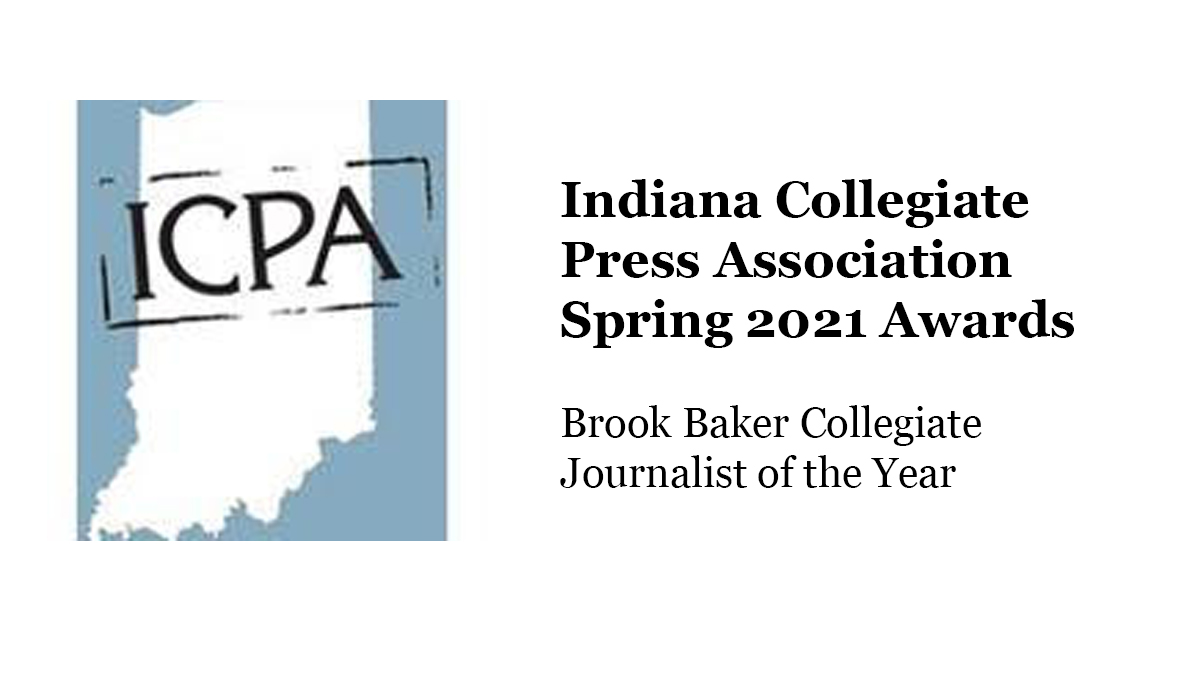 ICPA
Indiana Collegiate
Press Association
Spring 2021 Awards
Brook Baker Collegiate
Journalist of the Year